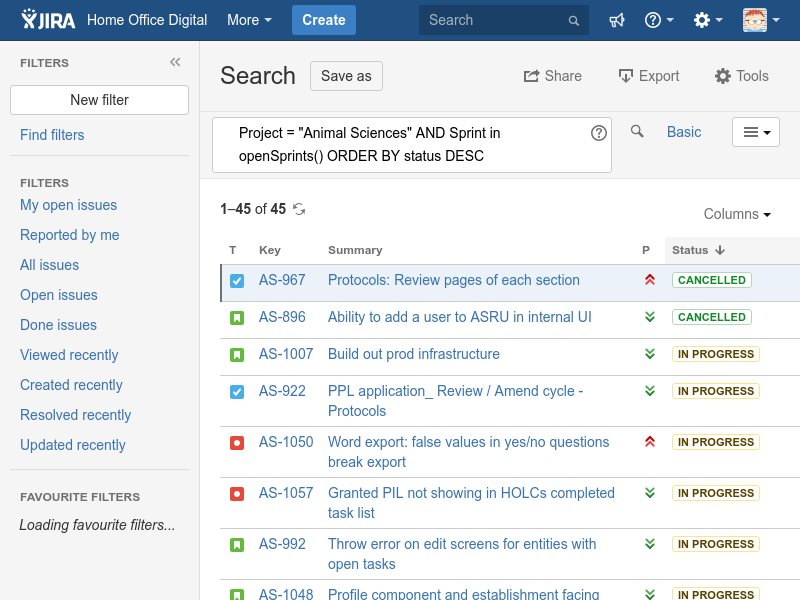 JIRA Home Office Digital More Create Search
FILTERS
New filter
Find filters
FILTERS
My open issues
Reported by me
All issues
Open issues
Done issues
Viewed recently
Created recently
Resolved recently
Updated recently
FAVOURITE FILTERS
Loading favourite filters...
Search Save as Share Export Tools
Project = "Animal Sciences" AND Sprint in
openSprints() ORDER BY status DESC
Basic
1–45 of 45
Columns
T Key Summary P Status
AS-967 Protocols: Review pages of each section CANCELLED
AS-896 Ability to add a user to ASRU in internal UI CANCELLED
AS-1007 Build out prod infrastructure IN PROGRESS
AS-922 PPL application_ Review / Amend cycle - IN PROGRESS
Protocols
AS-1050 Word export: false values in yes/no questions IN PROGRESS
break export
AS-1057 Granted PIL not showing in HOLCs completed IN PROGRESS
task list
AS-992 Throw error on edit screens for entities with IN PROGRESS
open tasks
AS-1048 Profile component and establishment facing IN PROGRESS